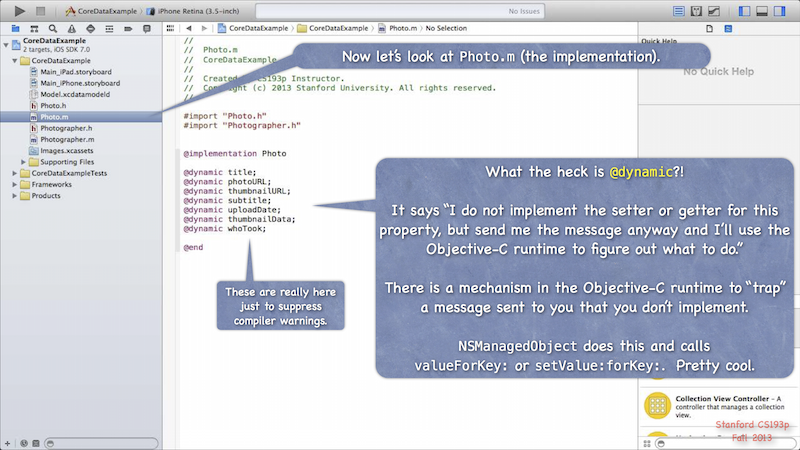 CoreDataExample
iPhone Retina (3.5-inch)
No Issues
CoreDataExample
CoreDataExample
Photo.m
No Selection
CoreDataExample
2 targets, iOS SDK 7.0
CoreDataExample
Main_iPad.storyboard
Main_iPhone.storyboard
Model.xcdatamodeld
Photo.h
Photo.m
Photographer.h
Photographer.m
Images.xcassets
Supporting Files
CoreDataExampleTests
Frameworks
Products
//
// Photo.m
// CoreDataExample
//
// Created CS193p Instructor.
// Copyright (c) 2013 Stanford University. All rights reserved.
//
#import "Photo.h"
#import "Photographer.h"
@implementation Photo
@dynamic title;
@dynamic photoURL;
@dynamic thumbnailURL;
@dynamic subtitle;
@dynamic uploadDate;
@dynamic thumbnailData;
@dynamic whoTook;
@end
Now let's look at Photo.m (the implementation).
These are really here
just to suppress
compiler warnings.
What the heck is @dynamic?!
It says "I do not implement the setter or getter for this
property, but send me the message anyway and I'll use the
Objective-C runtime to figure out what to do."
There is a mechanism in the Objective-C runtime to "trap"
a message sent to you that you don't implement.
NSManagedObject does this and calls
valueForKey: or setValue:forKey:. Pretty cool.
Quick Help
No Quick Help
Collection View Controller - A
controller that manages a collection
view.
Stanford CS193p
Fall 2013